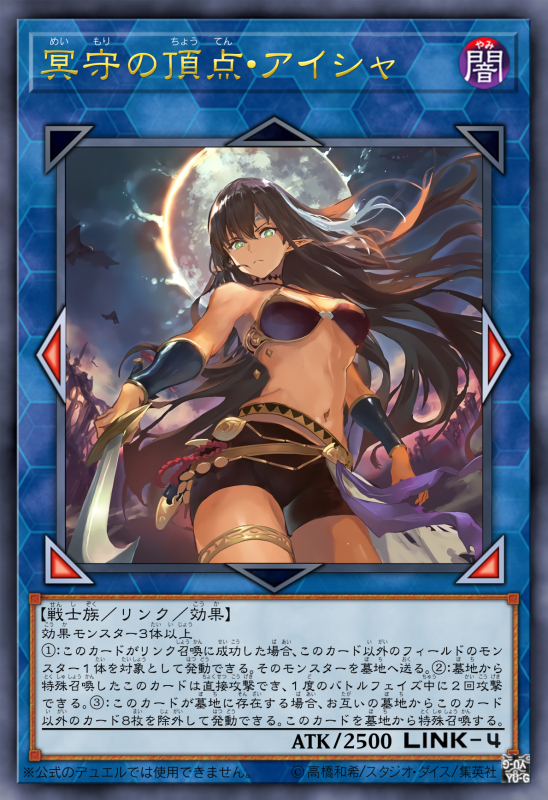 冥守の頂点・アイシャ
闇
【戦士族／リンク／効果】
効果モンスター3体以上
①:このカードがリンク召喚に成功した場合、このカード以外のフィールドのモン
スター1体を対象として発動できる。そのモンスターを墓地へ送る。②:墓地から
特殊召喚したこのカードは直接攻撃でき、1度のバトルフェイズ中に2回攻撃
できる。③:このカードが墓地に存在する場合、お互いの墓地からこのカード
以外のカード8枚を除外して発動できる。このカードを墓地から特殊召喚する。
ATK/2500 LINK-4
※公式のデュエルでは使用できません。 ©高橋和希/スタジオ・ダイス/集英社